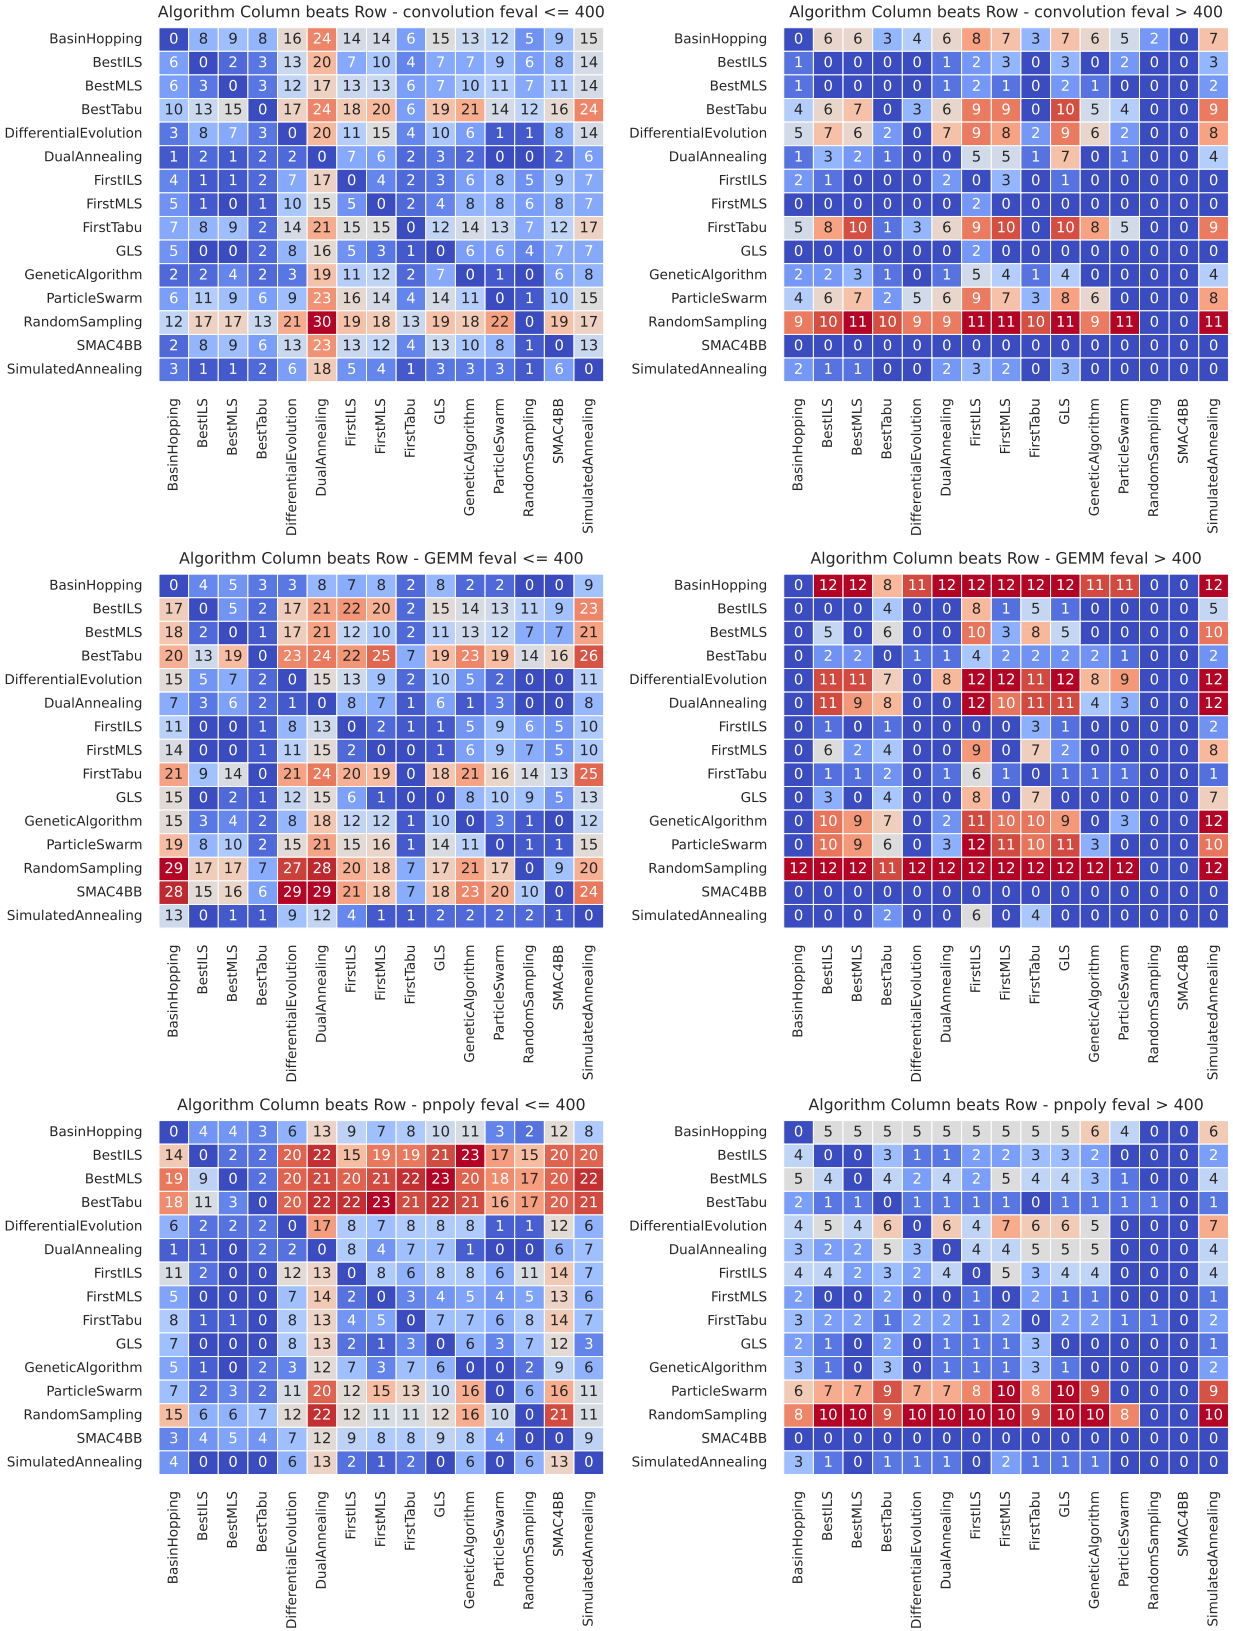 Algorithm Column beats Row - convolution feval <= 400
BasinHopping 0 8 9 8 16 24 14 14 6 15 13 12 5 9 15
BestILS 6 0 2 3 13 20 7 10 4 7 7 9 6 8 14
BestMLS 6 3 0 3 12 17 13 13 6 7 10 11 7 11 14
BestTabu 10 13 15 0 17 24 18 20 6 19 21 14 12 16 24
DifferentialEvolution 3 8 7 3 0 20 11 15 4 10 6 1 1 8 14
DualAnnealing 1 2 1 2 2 0 7 6 2 3 2 0 0 2 6
FirstILS 4 1 1 2 7 17 0 4 2 3 6 8 5 9 7
FirstMLS 5 1 0 1 10 15 5 0 2 4 8 8 6 8 7
FirstTabu 7 8 9 2 14 21 15 15 0 12 14 13 7 12 17
GLS 5 0 0 2 8 16 5 3 1 0 6 6 4 7 7
GeneticAlgorithm 2 2 4 2 3 19 11 12 2 7 0 1 0 6 8
ParticleSwarm 6 11 9 6 9 23 16 14 4 14 11 0 1 10 15
RandomSampling 12 17 17 13 21 30 19 18 13 19 18 22 0 19 17
SMAC4BB 2 8 9 6 13 23 13 12 4 13 10 8 1 0 13
SimulatedAnnealing 3 1 1 2 6 18 5 4 1 3 3 3 1 6 0
BasinHopping BestILS BestMLS BestTabu DifferentialEvolution DualAnnealing FirstILS FirstMLS FirstTabu GLS GeneticAlgorithm ParticleSwarm RandomSampling SMAC4BB SimulatedAnnealing
Algorithm Column beats Row - convolution feval > 400
BasinHopping 0 6 6 3 4 6 8 7 3 7 6 5 2 0 7
BestILS 1 0 0 0 0 1 2 3 0 3 0 2 0 0 3
BestMLS 1 0 0 0 0 1 2 1 0 2 1 0 0 0 2
BestTabu 4 6 7 0 3 6 9 9 0 10 5 4 0 0 9
DifferentialEvolution 5 7 6 2 0 7 9 8 2 9 6 2 0 0 8
DualAnnealing 1 3 2 1 0 0 5 5 1 7 0 1 0 0 4
FirstILS 2 1 0 0 0 2 0 3 0 1 0 0 0 0 0
FirstMLS 0 0 0 0 0 0 2 0 0 0 0 0 0 0 0
FirstTabu 5 8 10 1 3 6 9 10 0 10 8 5 0 0 9
GLS 0 0 0 0 0 0 2 0 0 0 0 0 0 0 0
GeneticAlgorithm 2 2 3 1 0 1 5 4 1 4 0 0 0 0 4
ParticleSwarm 4 6 7 2 5 6 9 7 3 8 6 0 0 0 8
RandomSampling 9 10 11 10 9 9 11 11 10 11 9 11 0 0 11
SMAC4BB 0 0 0 0 0 0 0 0 0 0 0 0 0 0 0
SimulatedAnnealing 2 1 1 0 0 2 3 2 0 3 0 0 0 0 0
BasinHopping BestILS BestMLS BestTabu DifferentialEvolution DualAnnealing FirstILS FirstMLS FirstTabu GLS GeneticAlgorithm ParticleSwarm RandomSampling SMAC4BB SimulatedAnnealing
Algorithm Column beats Row - GEMM feval <= 400
BasinHopping 0 4 5 3 3 8 7 8 2 8 2 2 0 0 9
BestILS 17 0 5 2 17 21 22 20 2 15 14 13 11 9 23
BestMLS 18 2 0 1 17 21 12 10 2 11 13 12 7 7 21
BestTabu 20 13 19 0 23 24 22 25 7 19 23 19 14 16 26
DifferentialEvolution 15 5 7 2 0 15 13 9 2 10 5 2 0 0 11
DualAnnealing 7 3 6 2 1 0 8 7 1 6 1 3 0 0 8
FirstILS 11 0 0 1 8 13 0 2 1 1 5 9 6 5 10
FirstMLS 14 0 0 1 11 15 2 0 0 1 6 9 7 5 10
FirstTabu 21 9 14 0 21 24 20 19 0 18 21 16 14 13 25
GLS 15 0 2 1 12 15 6 1 0 0 8 10 9 5 13
GeneticAlgorithm 15 3 4 2 8 18 12 12 1 10 0 3 1 0 12
ParticleSwarm 19 8 10 2 15 21 15 16 1 14 11 0 1 1 15
RandomSampling 29 17 17 7 27 28 20 18 7 17 21 17 0 9 20
SMAC4BB 28 15 16 6 29 29 21 18 7 18 23 20 10 0 24
SimulatedAnnealing 13 0 1 1 9 12 4 1 1 2 2 2 2 1 0
BasinHopping BestILS BestMLS BestTabu DifferentialEvolution DualAnnealing FirstILS FirstMLS FirstTabu GLS GeneticAlgorithm ParticleSwarm RandomSampling SMAC4BB SimulatedAnnealing
Algorithm Column beats Row - GEMM feval > 400
BasinHopping 0 12 12 8 11 12 12 12 12 12 11 11 0 0 12
BestILS 0 0 0 4 0 0 8 1 5 1 0 0 0 0 5
BestMLS 0 5 0 6 0 0 10 3 8 5 0 0 0 0 10
BestTabu 0 2 2 0 1 1 4 2 2 2 2 1 0 0 2
DifferentialEvolution 0 11 11 7 0 8 12 12 11 12 8 9 0 0 12
DualAnnealing 0 11 9 8 0 0 12 10 11 11 4 3 0 0 12
FirstILS 0 1 0 1 0 0 0 0 3 1 0 0 0 0 2
FirstMLS 0 6 2 4 0 0 9 0 7 2 0 0 0 0 8
FirstTabu 0 1 1 2 0 1 6 1 0 1 1 1 0 0 1
GLS 0 3 0 4 0 0 8 0 7 0 0 0 0 0 7
GeneticAlgorithm 0 10 9 7 0 2 11 10 10 9 0 3 0 0 12
ParticleSwarm 0 10 9 6 0 3 12 11 10 11 3 0 0 0 10
RandomSampling 12 12 12 11 12 12 12 12 12 12 12 12 0 0 12
SMAC4BB 0 0 0 0 0 0 0 0 0 0 0 0 0 0 0
SimulatedAnnealing 0 0 0 2 0 0 6 0 4 0 0 0 0 0 0
BasinHopping BestILS BestMLS BestTabu DifferentialEvolution DualAnnealing FirstILS FirstMLS FirstTabu GLS GeneticAlgorithm ParticleSwarm RandomSampling SMAC4BB SimulatedAnnealing
Algorithm Column beats Row - pnpoly feval <= 400
BasinHopping 0 4 4 3 6 13 9 7 8 10 11 3 2 12 8
BestILS 14 0 2 2 20 22 15 19 19 21 23 17 15 20 20
BestMLS 19 9 0 2 20 21 20 21 22 23 20 18 17 20 22
BestTabu 18 11 3 0 20 22 22 23 21 22 21 16 17 20 21
DifferentialEvolution 6 2 2 2 0 17 8 7 8 8 8 1 1 12 6
DualAnnealing 1 1 0 2 2 0 8 4 7 7 1 0 0 6 7
FirstILS 11 2 0 0 12 13 0 8 6 8 8 6 11 14 7
FirstMLS 5 0 0 0 7 14 2 0 3 4 5 4 5 13 6
FirstTabu 8 1 1 0 8 13 4 5 0 7 7 6 8 14 7
GLS 7 0 0 0 8 13 2 1 3 0 6 3 7 12 3
GeneticAlgorithm 5 1 0 2 3 12 7 3 7 6 0 0 2 9 6
ParticleSwarm 7 2 3 2 11 20 12 15 13 10 16 0 6 16 11
RandomSampling 15 6 6 7 12 22 12 11 11 12 16 10 0 21 11
SMAC4BB 3 4 5 4 7 12 9 8 8 9 8 4 0 0 9
SimulatedAnnealing 4 0 0 0 6 13 2 1 2 0 6 0 6 13 0
BasinHopping BestILS BestMLS BestTabu DifferentialEvolution DualAnnealing FirstILS FirstMLS FirstTabu GLS GeneticAlgorithm ParticleSwarm RandomSampling SMAC4BB SimulatedAnnealing
Algorithm Column beats Row - pnpoly feval > 400
BasinHopping 0 5 5 5 5 5 5 5 5 5 6 4 0 0 6
BestILS 4 0 0 3 1 1 2 2 3 3 2 0 0 0 2
BestMLS 5 4 0 4 2 4 2 5 4 4 3 1 0 0 4
BestTabu 2 1 1 0 1 1 1 1 0 1 1 1 1 0 1
DifferentialEvolution 4 5 4 6 0 6 4 7 6 6 5 0 0 0 7
DualAnnealing 3 2 2 5 3 0 4 4 5 5 5 0 0 0 4
FirstILS 4 4 2 3 2 4 0 5 3 4 4 0 0 0 4
FirstMLS 2 0 0 2 0 0 1 0 2 1 1 0 0 0 1
FirstTabu 3 2 2 1 2 2 1 2 0 2 2 1 1 0 2
GLS 2 1 0 2 0 1 1 1 3 0 0 0 0 0 1
GeneticAlgorithm 3 1 0 3 0 1 1 1 3 1 0 0 0 0 2
ParticleSwarm 6 7 7 9 7 7 8 10 8 10 9 0 0 0 9
RandomSampling 8 10 10 9 10 10 10 10 9 10 10 8 0 0 10
SMAC4BB 0 0 0 0 0 0 0 0 0 0 0 0 0 0 0
SimulatedAnnealing 3 1 0 1 1 1 0 2 1 1 1 0 0 0 0
BasinHopping BestILS BestMLS BestTabu DifferentialEvolution DualAnnealing FirstILS FirstMLS FirstTabu GLS GeneticAlgorithm ParticleSwarm RandomSampling SMAC4BB SimulatedAnnealing